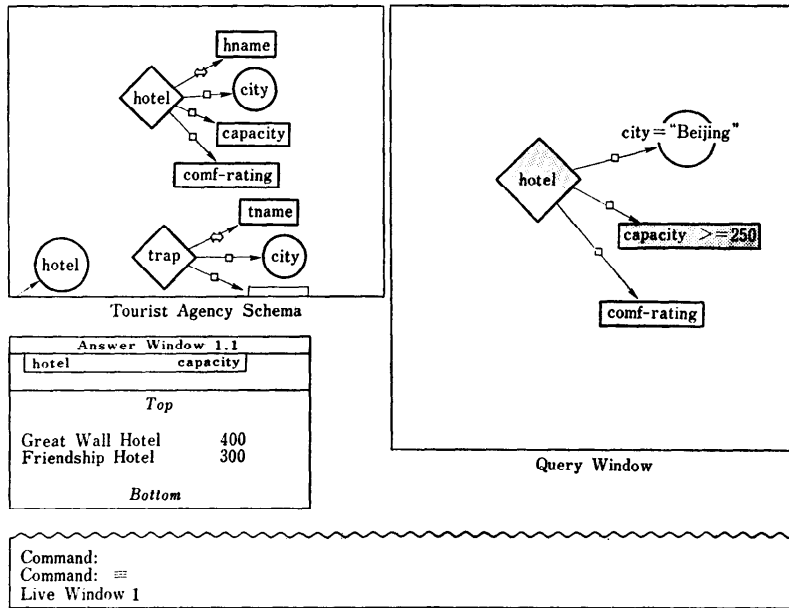 hname
hotel
city
capacity
comf-rating
tname
hotel
trap
city
Tourist Agency Schema
city="Beijing"
hotel
capacity >=250
comf-rating
Query Window
Answer Window 1.1
hotel capacity
Top
Great Wall Hotel 400
Friendship Hotel 300
Bottom
Command:
Command:
Live Window 1